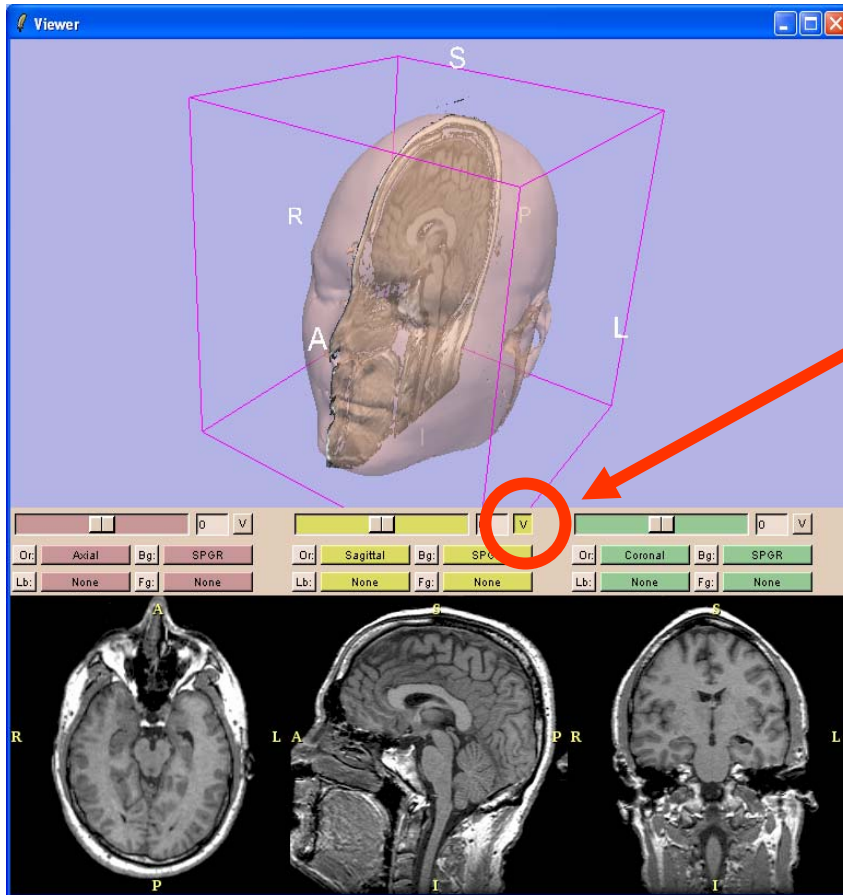 Viewer
S
R
P
A
L
I
0 V V 0 V
Or: Axial Bg: SPGR Or: Sagittal Bg: SPGR Or: Coronal Bg: SPGR
Lb: None Fg: None Lb: None Fg: None Lb: None Fg: None
A S S
R L A P R L
P I I